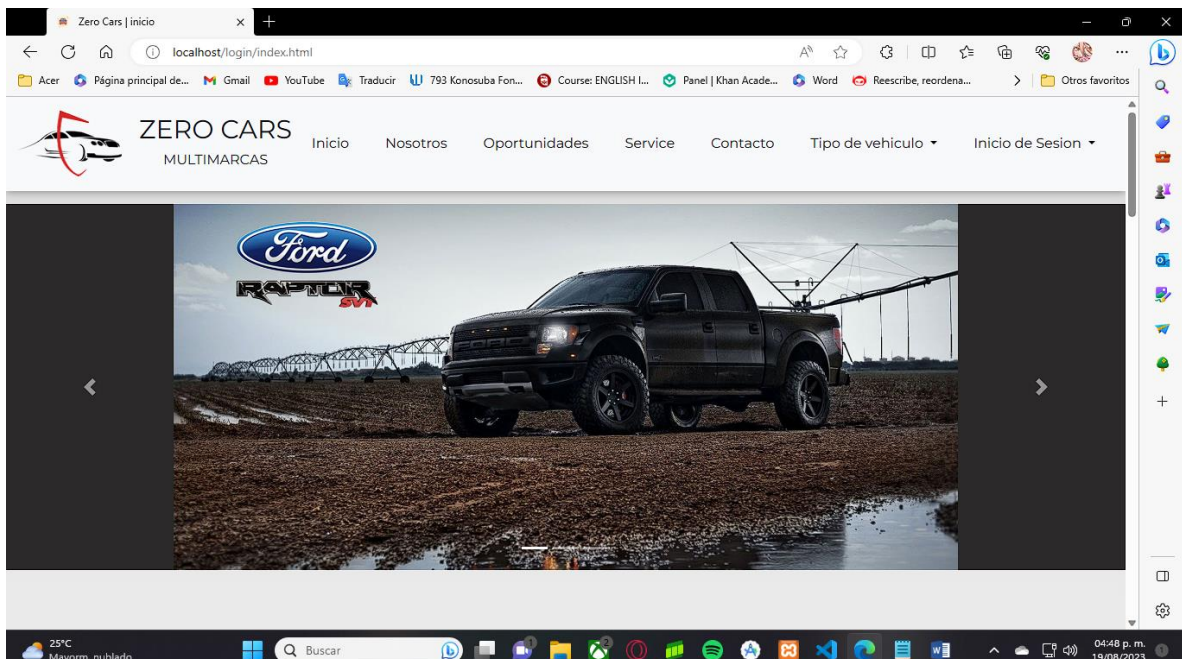 Zero Cars | inicio
localhost/login/index.html
Acer Página principal de... Gmail YouTube Traducir 793 Konosuba Fon... Course: ENGLISH I... Panel | Khan Acade... Word Reescribe, reordena... Otros favoritos
ZERO CARS
MULTIMARCAS
Inicio Nosotros Oportunidades Service Contacto Tipo de vehiculo Inicio de Sesion
Ford
RAPTOR
SVT
25°C
Mayorm. nublado
Buscar
04:48 p. m.
19/08/2023